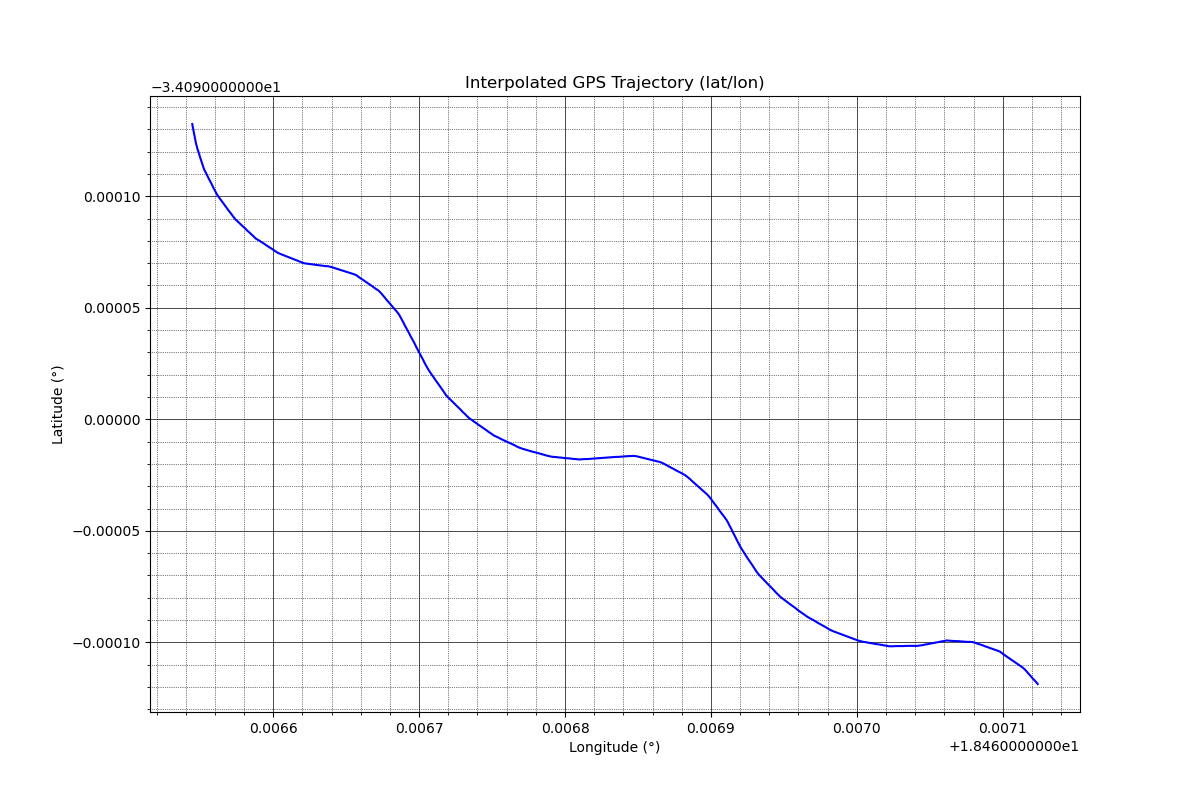 Interpolated GPS Trajectory (lat/lon)
−3.4090000000e1
0.00010
0.00005
0.00000
−0.00005
−0.00010
Latitude (°)
0.0066 0.0067 0.0068 0.0069 0.0070 0.0071
Longitude (°)
+1.8460000000e1